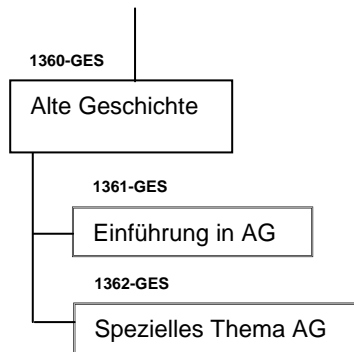 1360-GES
Alte Geschichte
1361-GES
Einführung in AG
1362-GES
Spezielles Thema AG